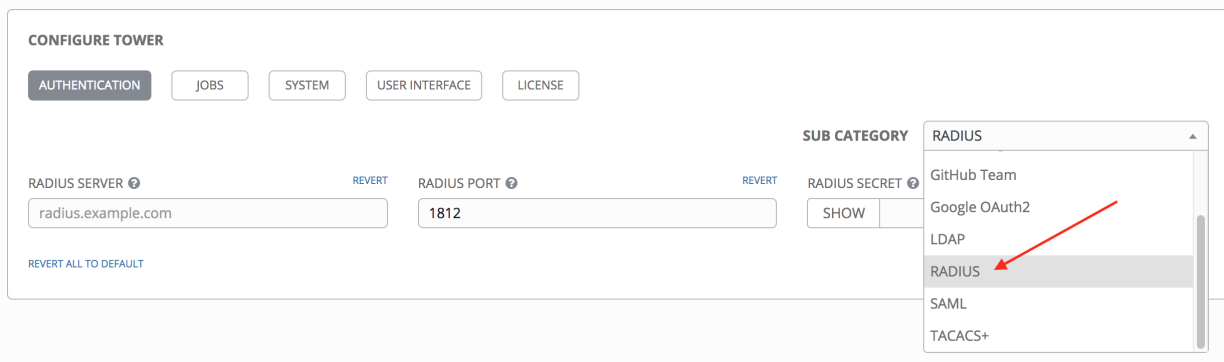 CONFIGURE TOWER
AUTHENTICATION JOBS SYSTEM USER INTERFACE LICENSE
SUB CATEGORY RADIUS
RADIUS SERVER ? REVERT RADIUS PORT ? REVERT RADIUS SECRET ?
radius.example.com 1812 SHOW
REVERT ALL TO DEFAULT
GitHub Team
Google OAuth2
LDAP
RADIUS
SAML
TACACS+